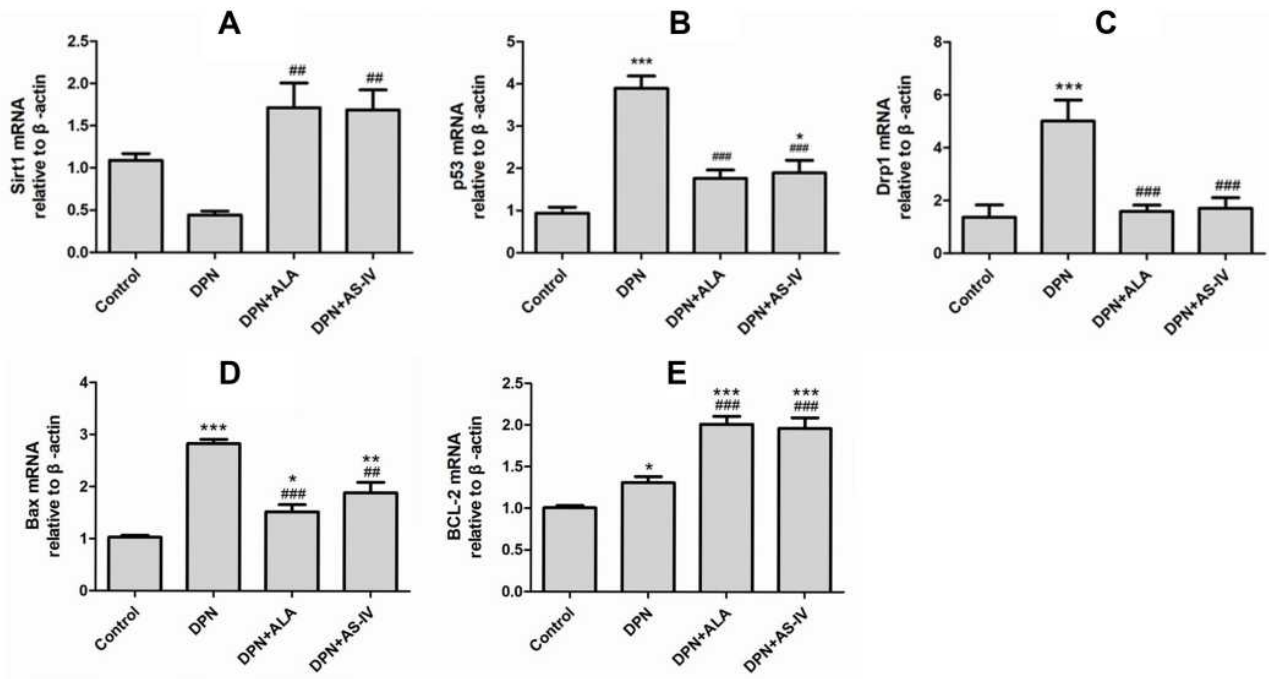 A
Sirt1 mRNA
relative to β -actin
2.5
2.0
1.5
1.0
0.5
0.0
##
##
Control
DPN
DPN+ALA
DPN+AS-IV
B
p53 mRNA
relative to β -actin
5
4
3
2
1
0
***
###
*
###
Control
DPN
DPN+ALA
DPN+AS-IV
C
Drp1 mRNA
relative to β -actin
8
6
4
2
0
***
###
###
Control
DPN
DPN+ALA
DPN+AS-IV
D
Bax mRNA
relative to β -actin
4
3
2
1
0
***
*
###
**
##
Control
DPN
DPN+ALA
DPN+AS-IV
E
BCL-2 mRNA
relative to β -actin
2.5
2.0
1.5
1.0
0.5
0.0
*
***
###
***
###
Control
DPN
DPN+ALA
DPN+AS-IV